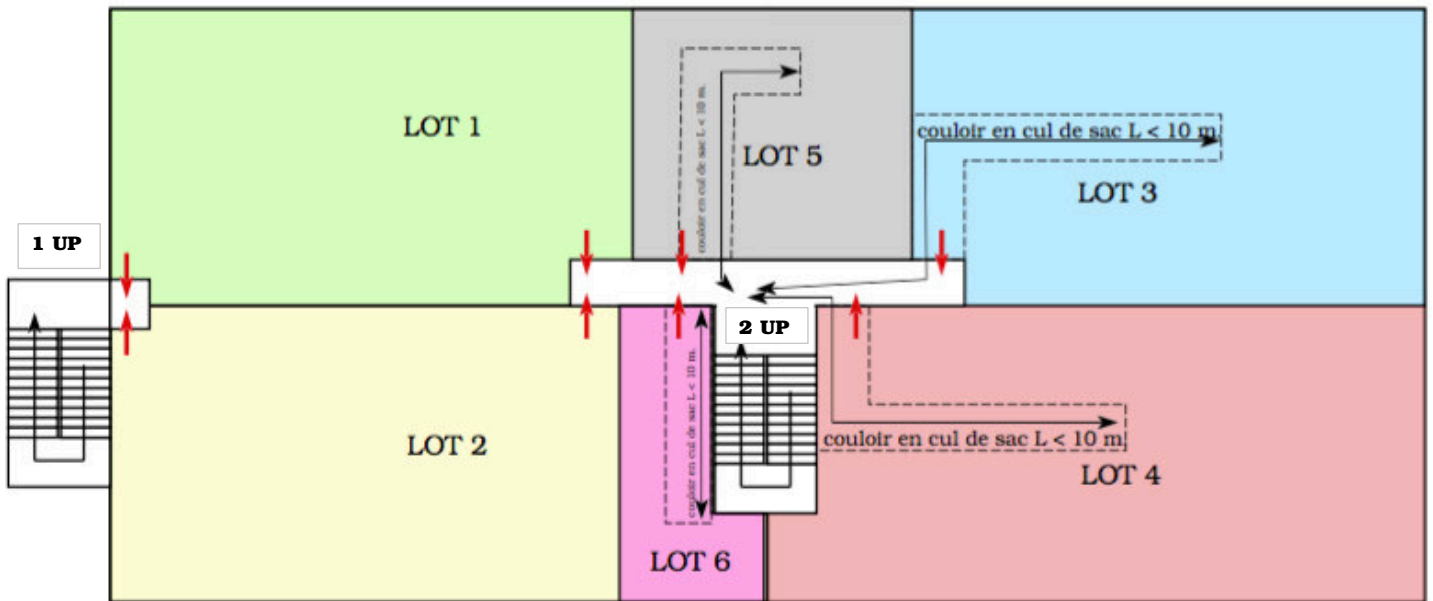 LOT 1
couloir en cul de sac L < 10 m.
LOT 5
couloir en cul de sac L < 10 m
LOT 3
1 UP
2 UP
couloir en cul de sac L < 10 m.
LOT 2
couloir en cul de sac L < 10 m
LOT 4
LOT 6